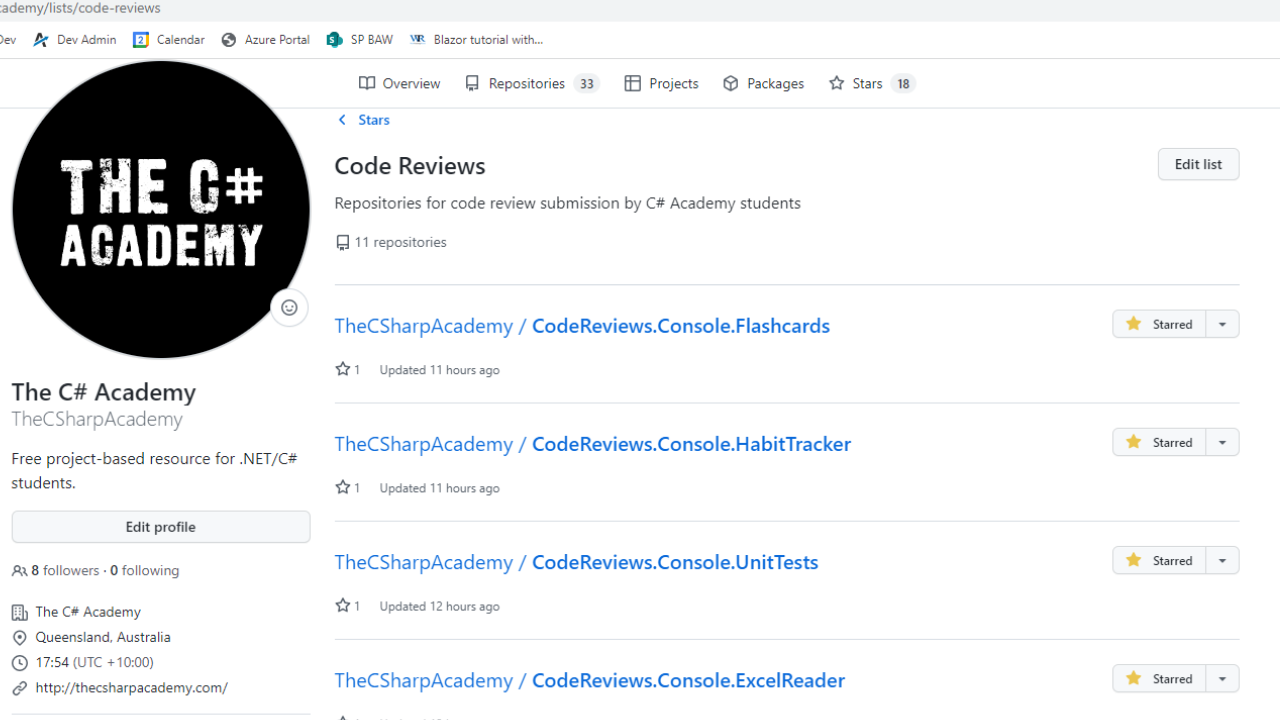 cademy/lists/code-reviews
Dev Dev Admin Calendar Azure Portal SP BAW Blazor tutorial with...
Overview Repositories 33 Projects Packages Stars 18
Stars
Code Reviews
Edit list
Repositories for code review submission by C# Academy students
11 repositories
THE C#
ACADEMY
The C# Academy
TheCSharpAcademy
Free project-based resource for .NET/C#
students.
Edit profile
8 followers · 0 following
The C# Academy
Queensland, Australia
17:54 (UTC +10:00)
http://thecsharpacademy.com/
TheCSharpAcademy / CodeReviews.Console.Flashcards
Starred
1 Updated 11 hours ago
TheCSharpAcademy / CodeReviews.Console.HabitTracker
Starred
1 Updated 11 hours ago
TheCSharpAcademy / CodeReviews.Console.UnitTests
Starred
1 Updated 12 hours ago
TheCSharpAcademy / CodeReviews.Console.ExcelReader
Starred